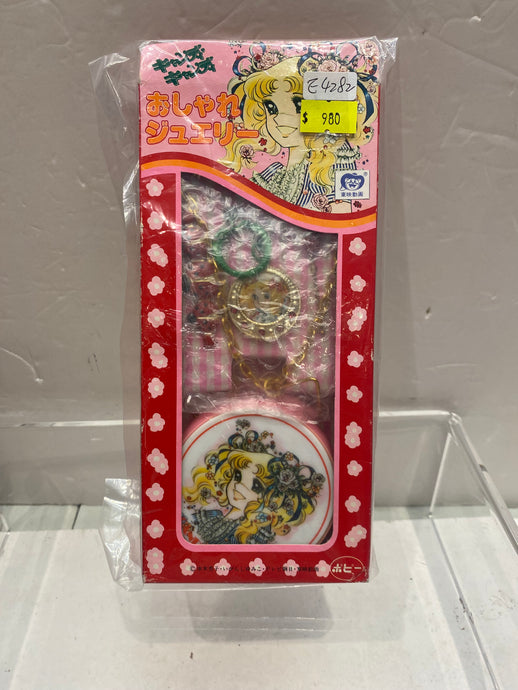 キャンディ
キャンディ
E4282
$ 980
おしゃれ
ジュエリー
東映動画
®
ポピー